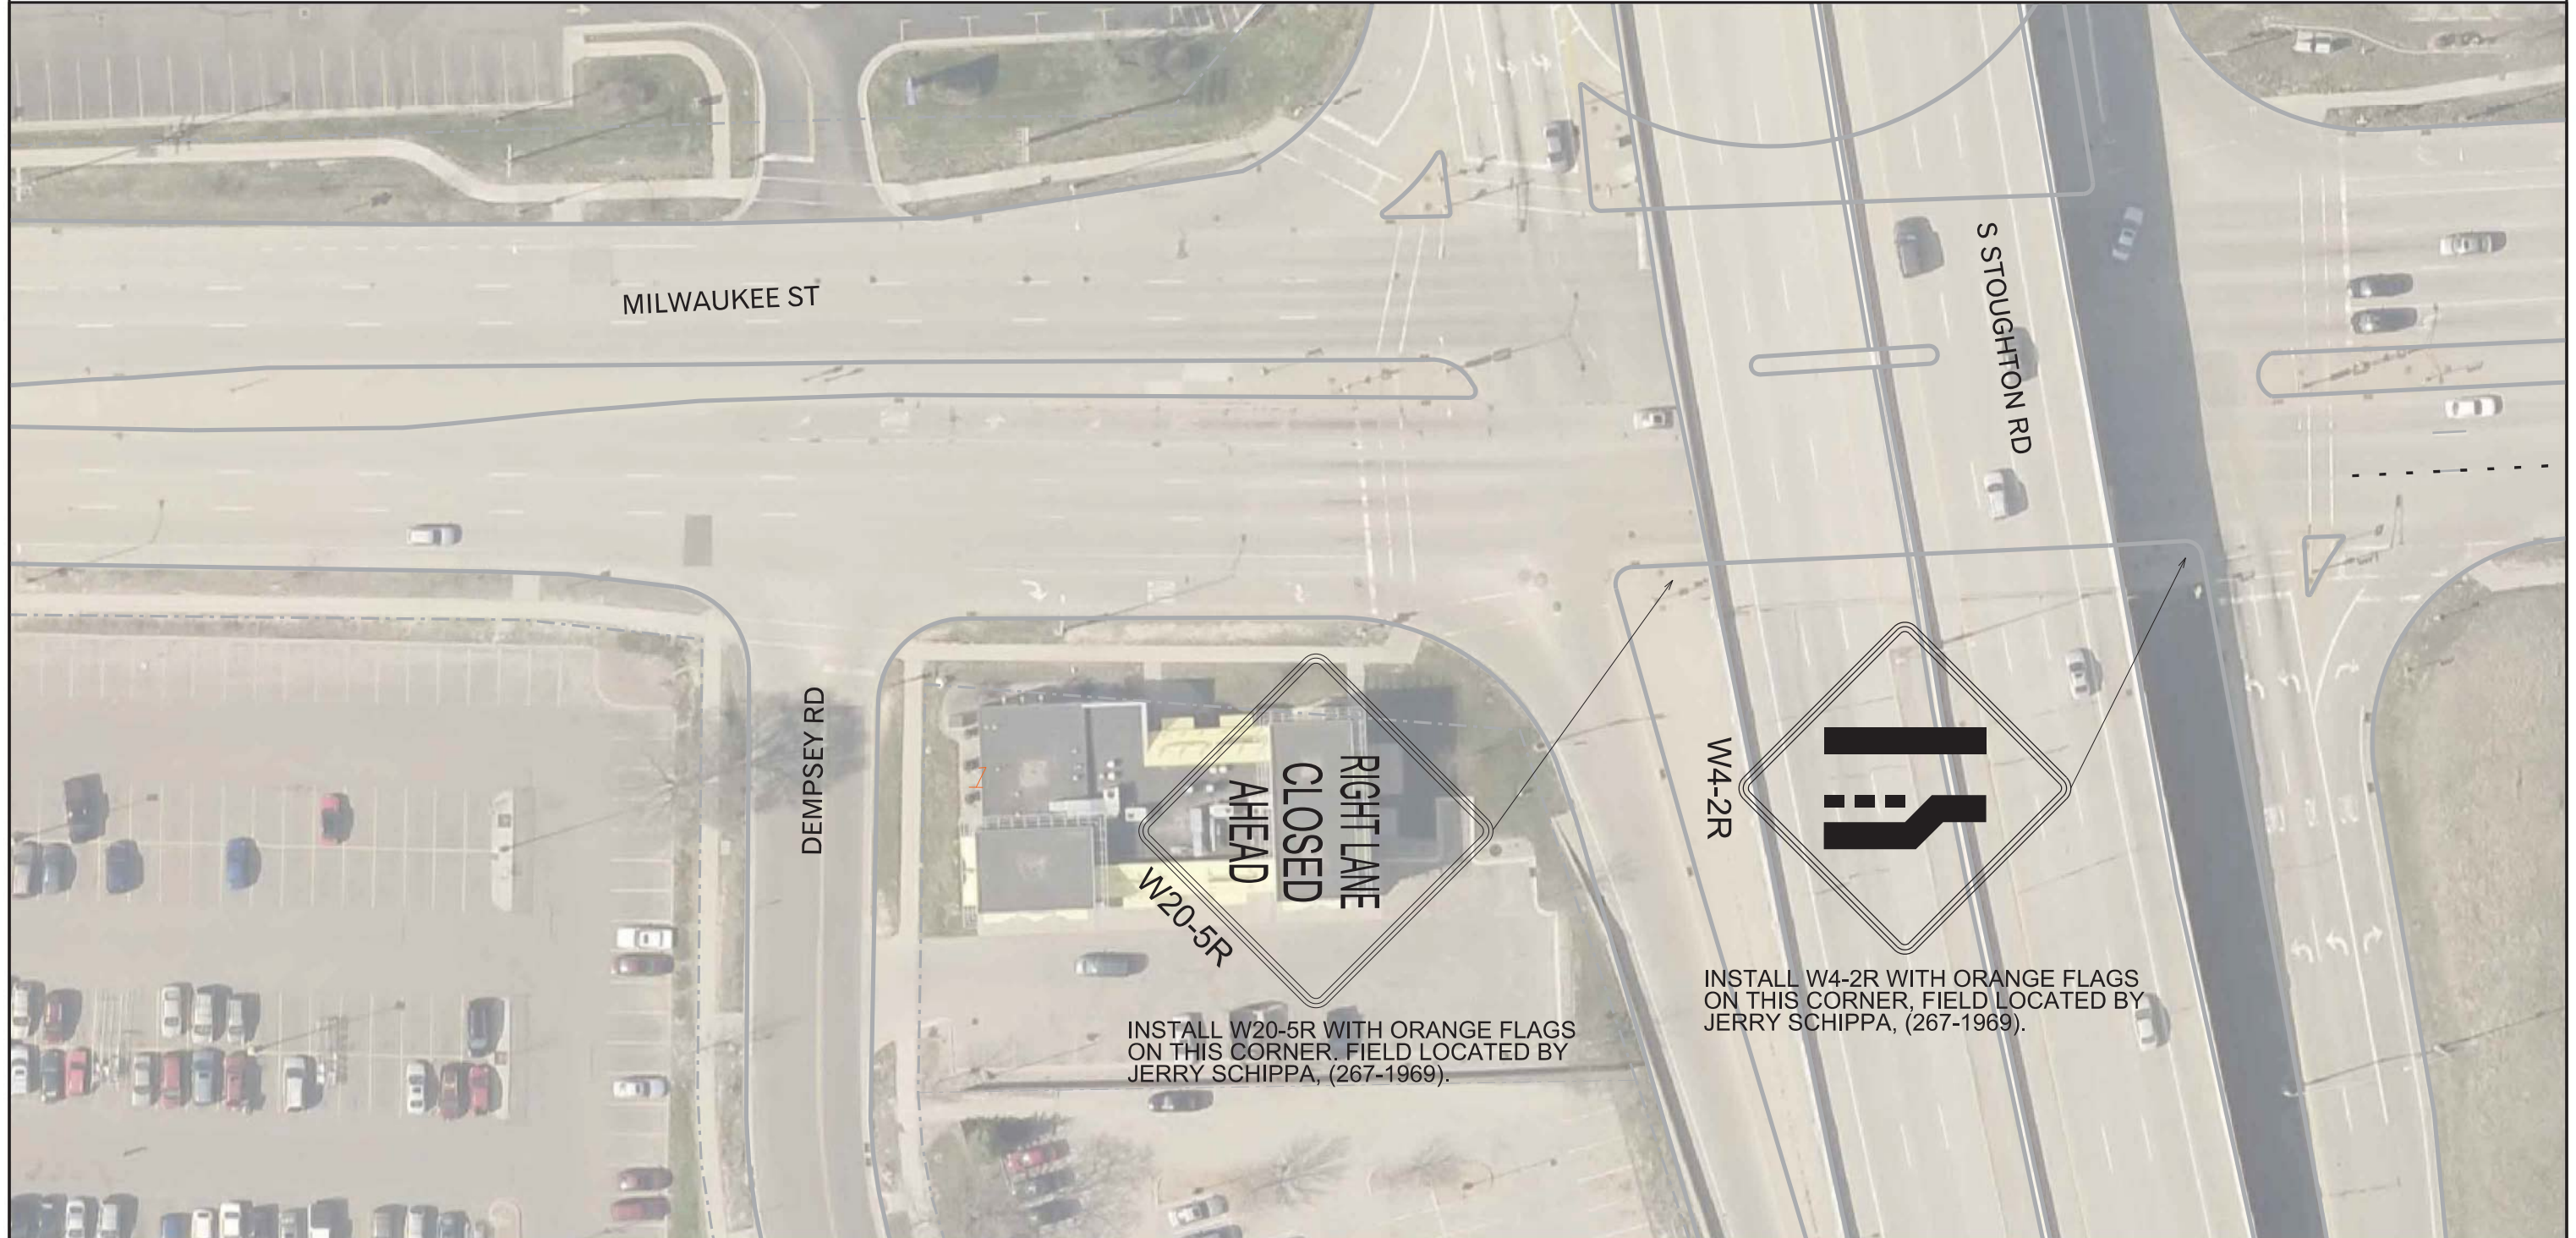 MILWAUKEE ST
S STOUGHTON RD
DEMPSEY RD
RIGHT LANE
CLOSED
AHEAD
W20-5R
INSTALL W20-5R WITH ORANGE FLAGS
ON THIS CORNER. FIELD LOCATED BY
JERRY SCHIPPA, (267-1969).
W4-2R
INSTALL W4-2R WITH ORANGE FLAGS
ON THIS CORNER, FIELD LOCATED BY
JERRY SCHIPPA, (267-1969).